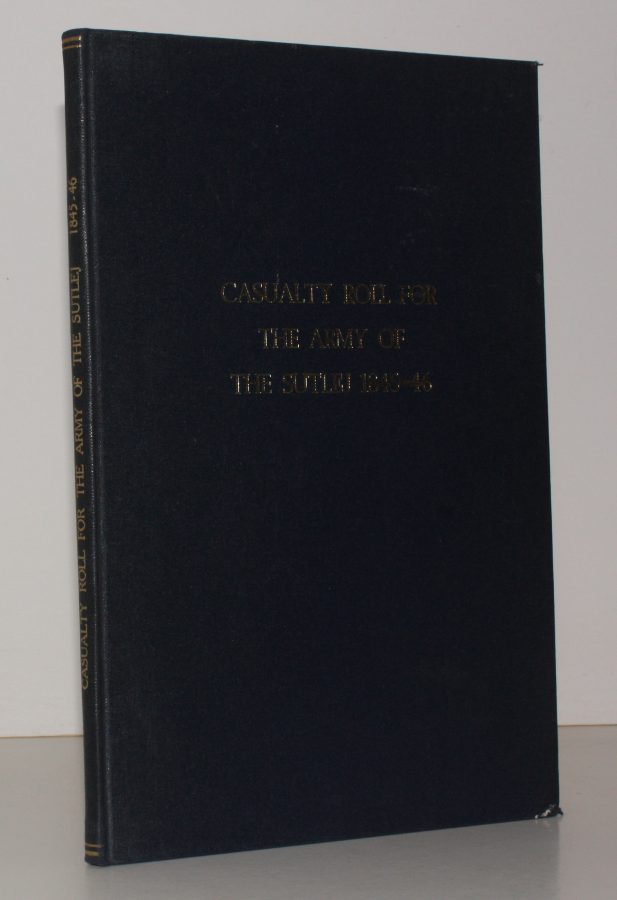 CASUALTY ROLL FOR
THE ARMY OF
THE SUTLEJ 1845-46
CASUALTY ROLL FOR THE ARMY OF THE SUTLEJ 1845-46